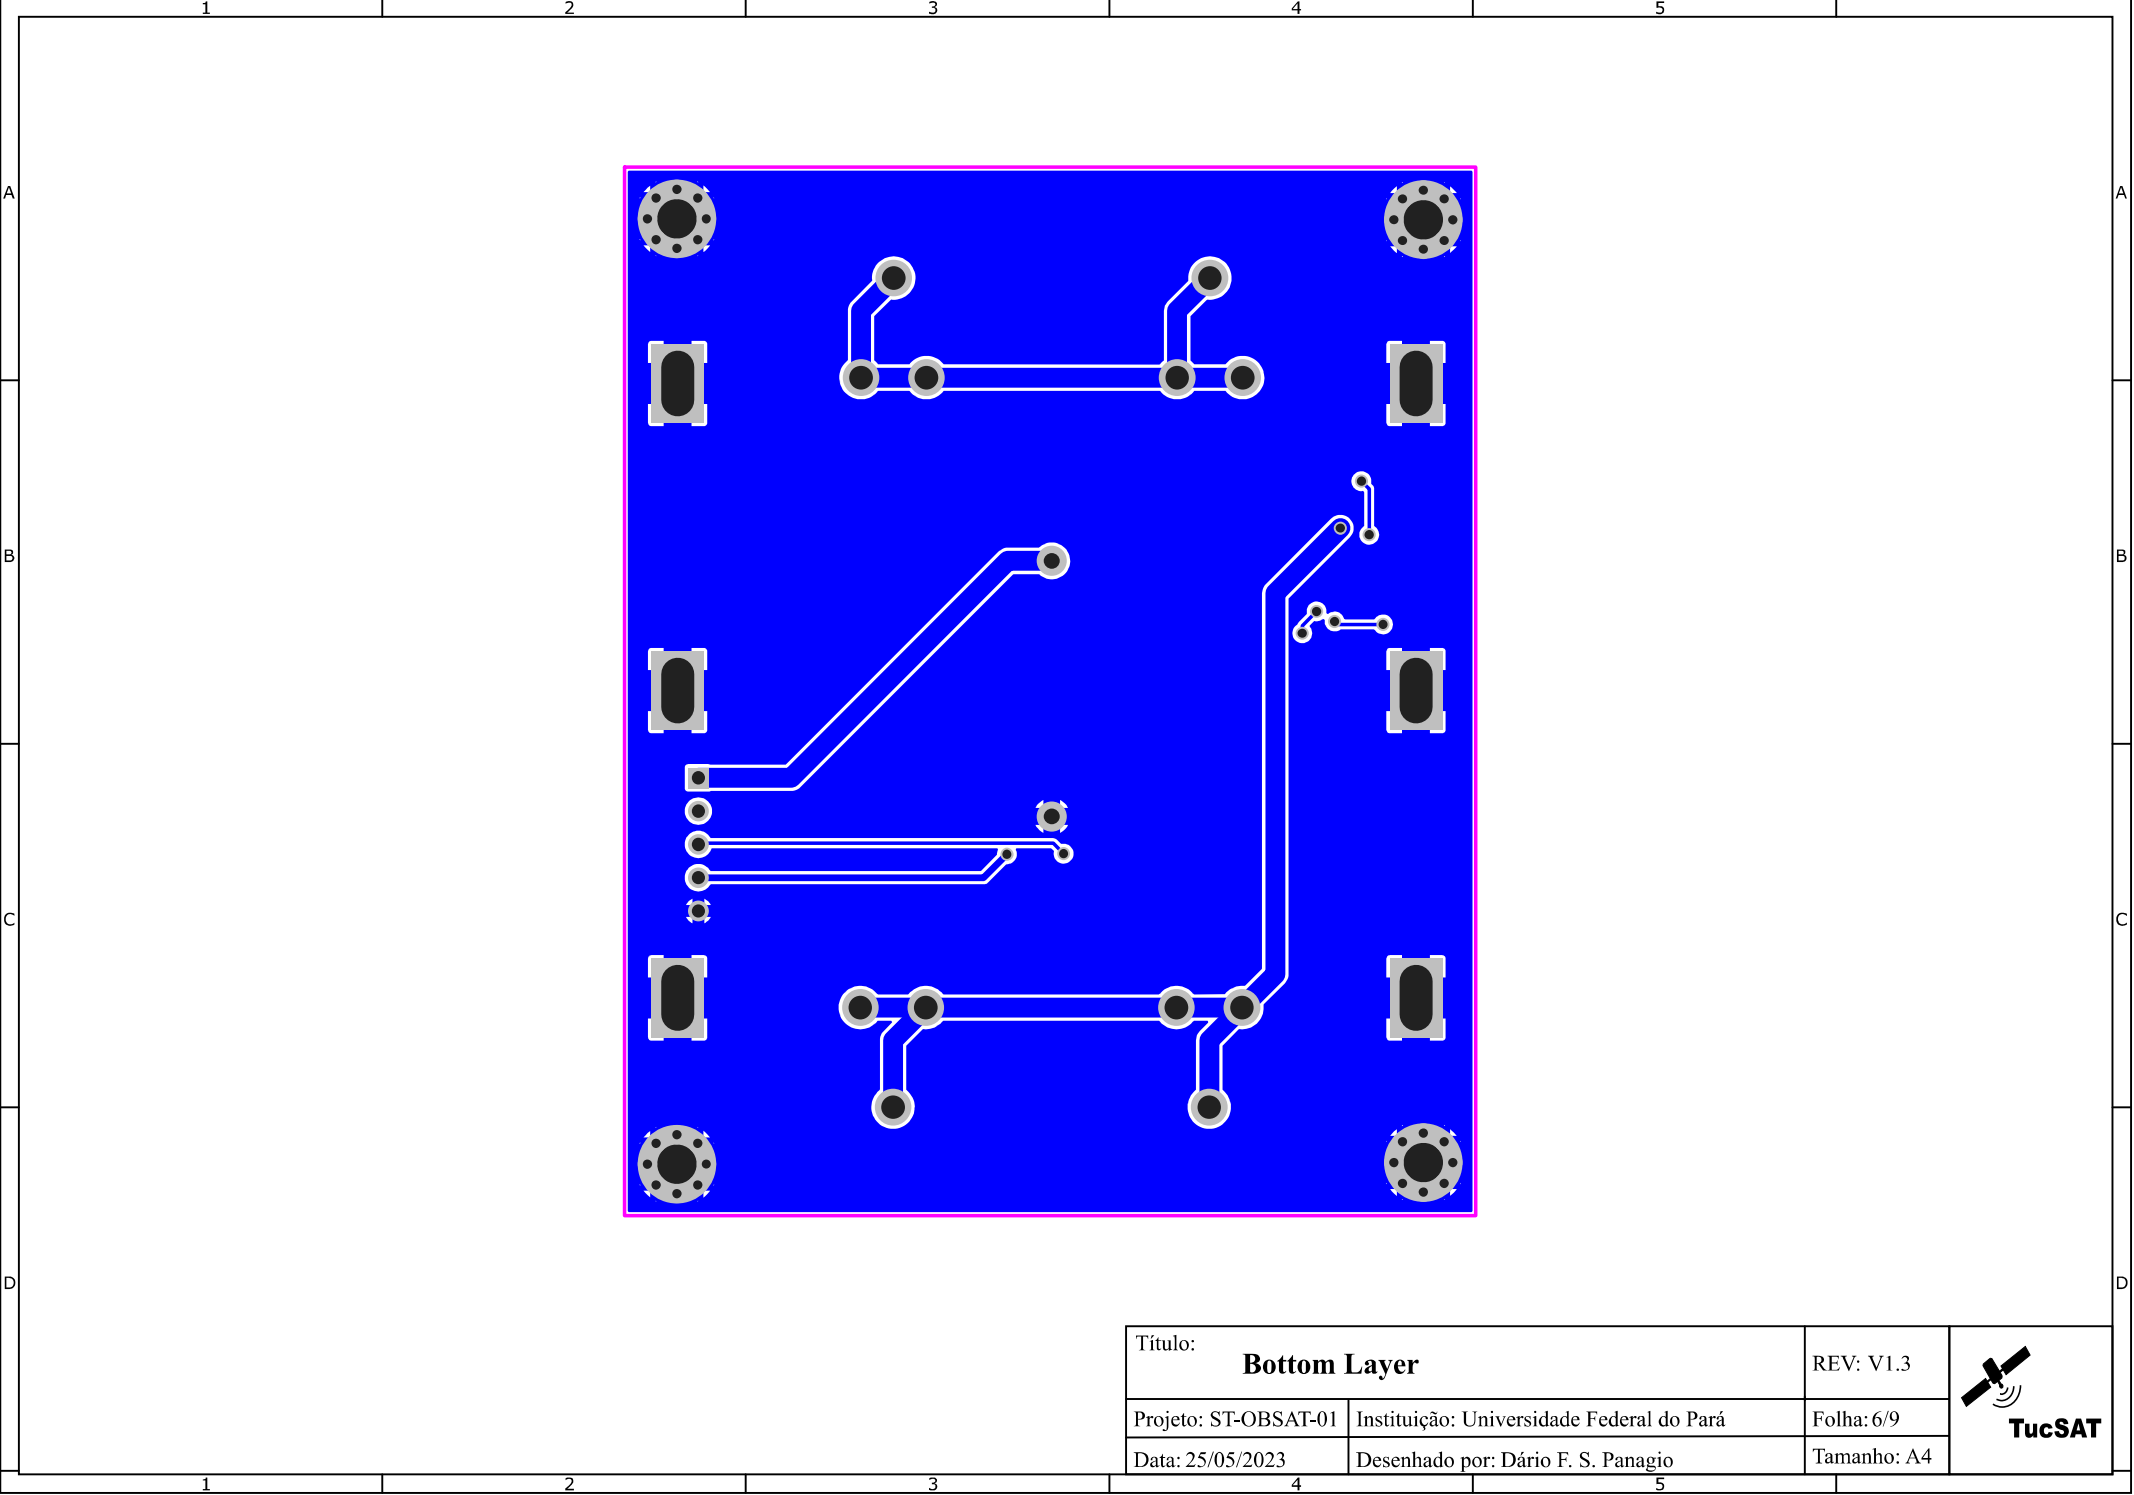 1 2 3 4 5
A A
B B
C C
D D
Título:
Bottom Layer
REV: V1.3
Projeto: ST-OBSAT-01
Instituição: Universidade Federal do Pará
Folha: 6/9
Data: 25/05/2023
Desenhado por: Dário F. S. Panagio
Tamanho: A4
TucSAT
1 2 3 4 5